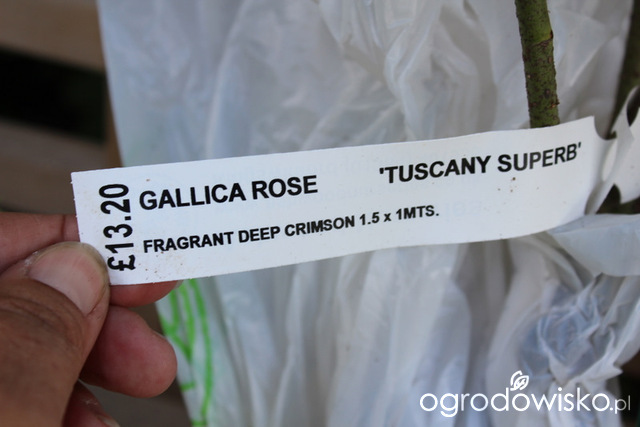 £13.20
GALLICA ROSE 'TUSCANY SUPERB'
FRAGRANT DEEP CRIMSON 1.5 x 1MTS.
ogrodowisko.pl